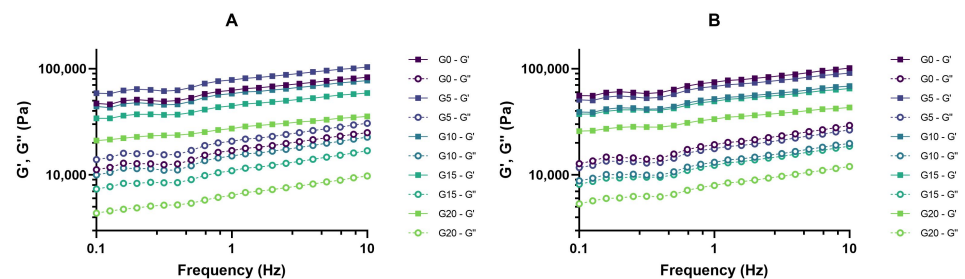 A
G', G'' (Pa)
100,000
10,000
0.1
1
10
Frequency (Hz)
G0 - G'
G0 - G''
G5 - G'
G5 - G''
G10 - G'
G10 - G''
G15 - G'
G15 - G''
G20 - G'
G20 - G''
B
G', G'' (Pa)
100,000
10,000
0.1
1
10
Frequency (Hz)
G0 - G'
G0 - G''
G5 - G'
G5 - G''
G10 - G'
G10 - G''
G15 - G'
G15 - G''
G20 - G'
G20 - G''